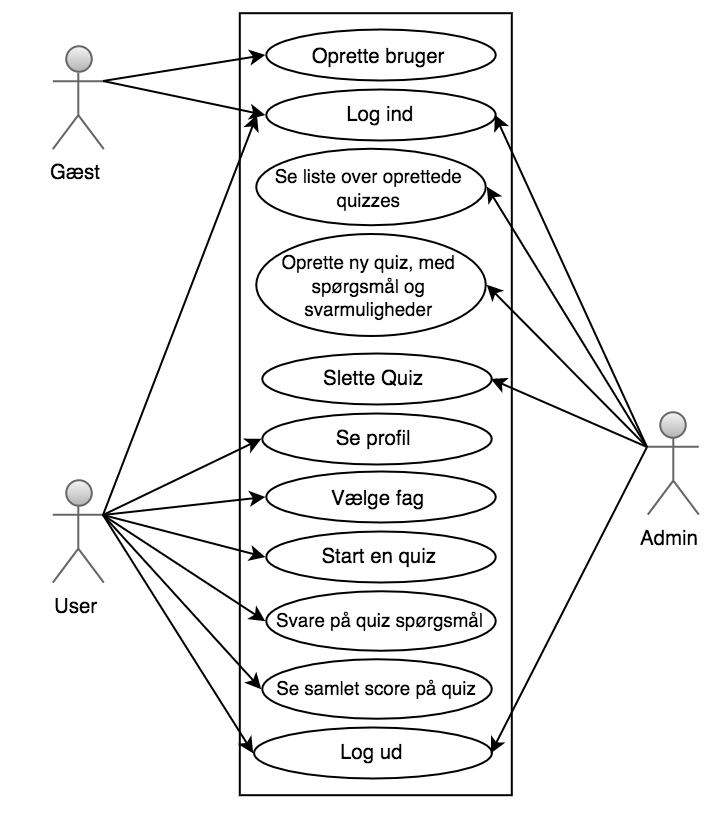 Oprette bruger
Log ind
Gæst
Se liste over oprettede
quizzes
Oprette ny quiz, med
spørgsmål og
svarmuligheder
Slette Quiz
Se profil
Vælge fag
Admin
Start en quiz
User
Svare på quiz spørgsmål
Se samlet score på quiz
Log ud